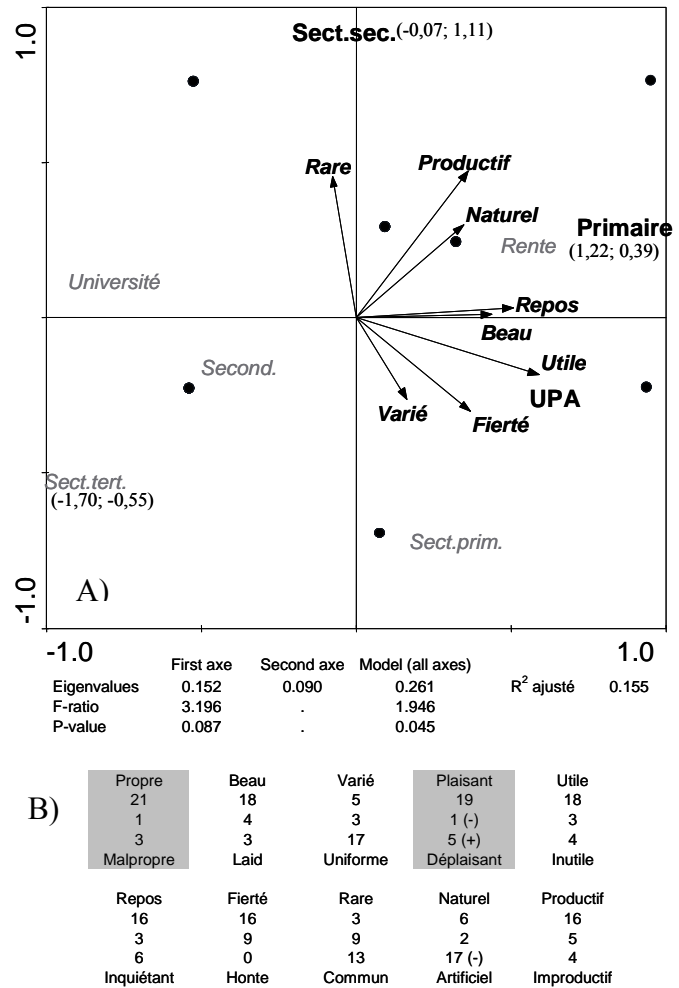 1.0
Sect.sec. (-0,07; 1,11)
Rare
Productif
Naturel
Primaire
Rente
(1,22; 0,39)
Université
Repos
Beau
Second.
Utile
UPA
Varié
Fierté
Sect.tert.
(-1,70; -0,55)
Sect.prim.
A)
-1.0
-1.0 1.0
First axe Second axe Model (all axes)
Eigenvalues 0.152 0.090 0.261 R² ajusté 0.155
F-ratio 3.196 . 1.946
P-value 0.087 . 0.045
B)
Propre Beau Varié Plaisant Utile
21 18 5 19 18
1 4 3 1 (-) 3
3 3 17 5 (+) 4
Malpropre Laid Uniforme Déplaisant Inutile
Repos Fierté Rare Naturel Productif
16 16 3 6 16
3 9 9 2 5
6 0 13 17 (-) 4
Inquiétant Honte Commun Artificiel Improductif